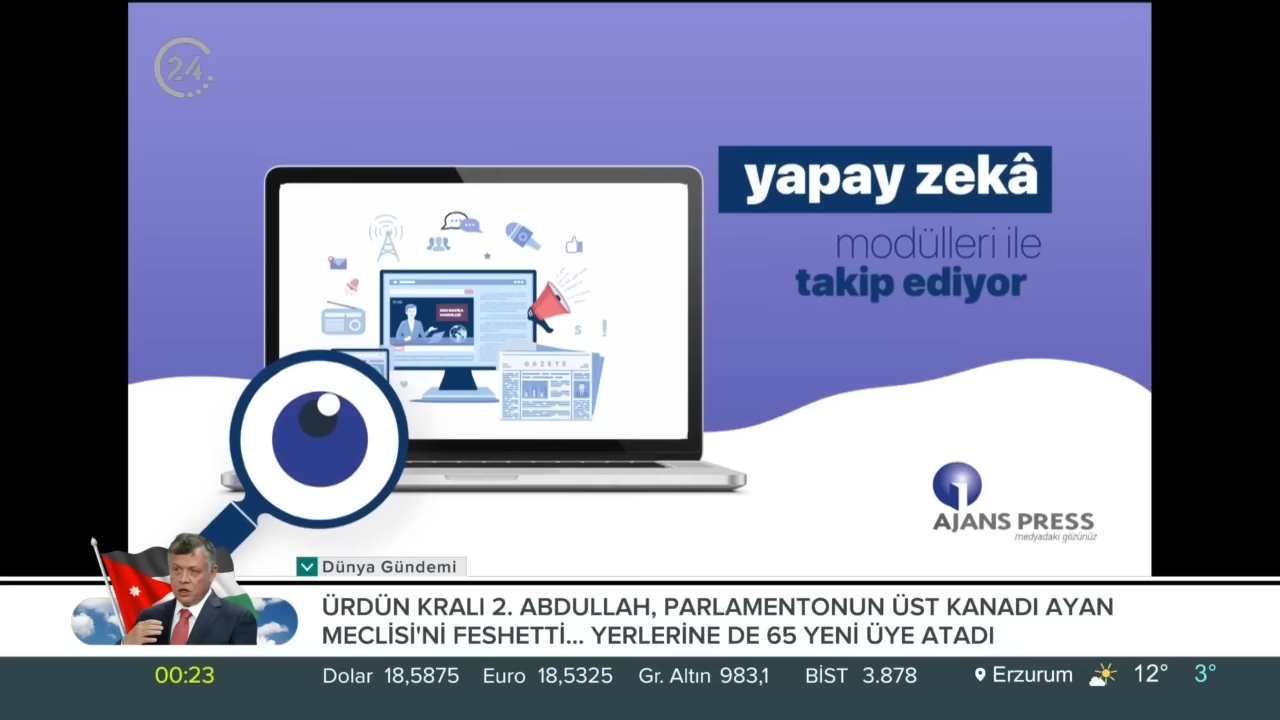 24
yapay zekâ
modülleri ile
takip ediyor
GAZETE
$
!
AJANS PRESS
medyadaki gözünüz
Dünya Gündemi
ÜRDÜN KRALI 2. ABDULLAH, PARLAMENTONUN ÜST KANADI AYAN
MECLİSİ'Nİ FESHETTİ... YERLERİNE DE 65 YENİ ÜYE ATADI
00:23 Dolar 18,5875 Euro 18,5325 Gr. Altın 983,1 BİST 3.878 Erzurum 12° 3°